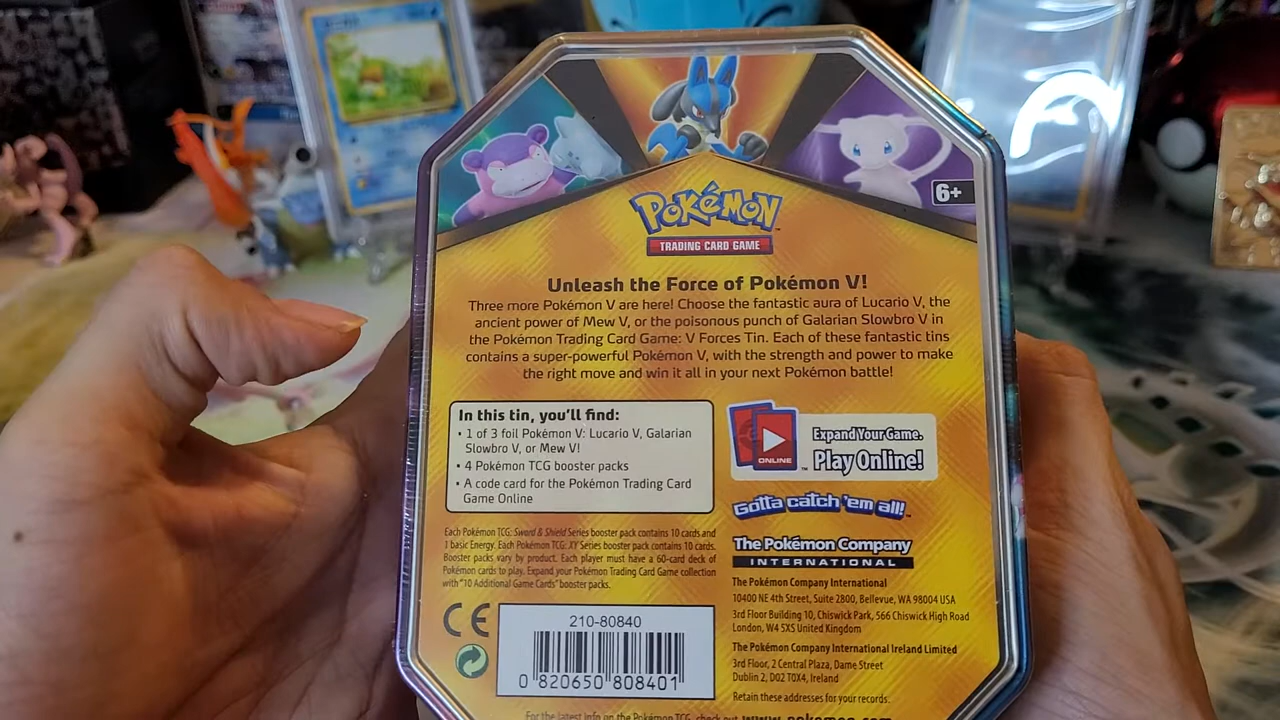 6+
POKéMON
TRADING CARD GAME
Unleash the Force of Pokémon V!
Three more Pokémon V are here! Choose the fantastic aura of Lucario V, the
ancient power of Mew V, or the poisonous punch of Galarian Slowbro V in
the Pokémon Trading Card Game: V Forces Tin. Each of these fantastic tins
contains a super-powerful Pokémon V, with the strength and power to make
the right move and win it all in your next Pokémon battle!
In this tin, you'll find:
• 1 of 3 foil Pokémon V: Lucario V, Galarian
Slowbro V, or Mew V!
• 4 Pokémon TCG booster packs
• A code card for the Pokémon Trading Card
Game Online
ONLINE
Expand Your Game.
Play Online!
Gotta catch 'em all!
The Pokémon Company
INTERNATIONAL
Each Pokémon TCG: Sword & Shield Series booster pack contains 10 cards and
1 basic Energy. Each Pokémon TCG: XY Series booster pack contains 10 cards.
Booster packs vary by product. Each player must have a 60-card deck of
Pokémon cards to play. Expand your Pokémon Trading Card Game collection
with "10 Additional Game Cards" booster packs.
CE
210-80840
0 820650 808401
The Pokémon Company International
10400 NE 4th Street, Suite 2800, Bellevue, WA 98004 USA
3rd Floor Building 10, Chiswick Park, 566 Chiswick High Road
London, W4 5XS United Kingdom
The Pokémon Company International Ireland Limited
3rd Floor, 2 Central Plaza, Dame Street
Dublin 2, D02 T0X4, Ireland
Retain these addresses for your records.
For the latest info on the Pokémon TCG, check out www.pokemon.com